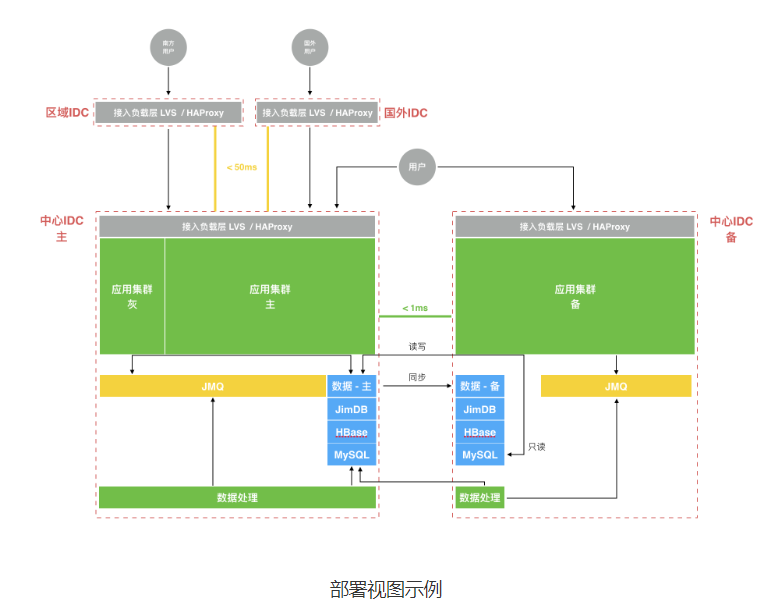 南方
用户
国外
用户
区域IDC
接入负载层 LVS / HAProxy
接入负载层 LVS / HAProxy
国外IDC
< 50ms
用户
中心IDC
主
接入负载层 LVS / HAProxy
接入负载层 LVS / HAProxy
中心IDC
备
应用集群
灰
应用集群
主
应用集群
备
< 1ms
读写
JMQ
数据 - 主
同步
数据 - 备
JMQ
JimDB
JimDB
HBase
HBase
只读
MySQL
MySQL
数据处理
数据处理
部署视图示例